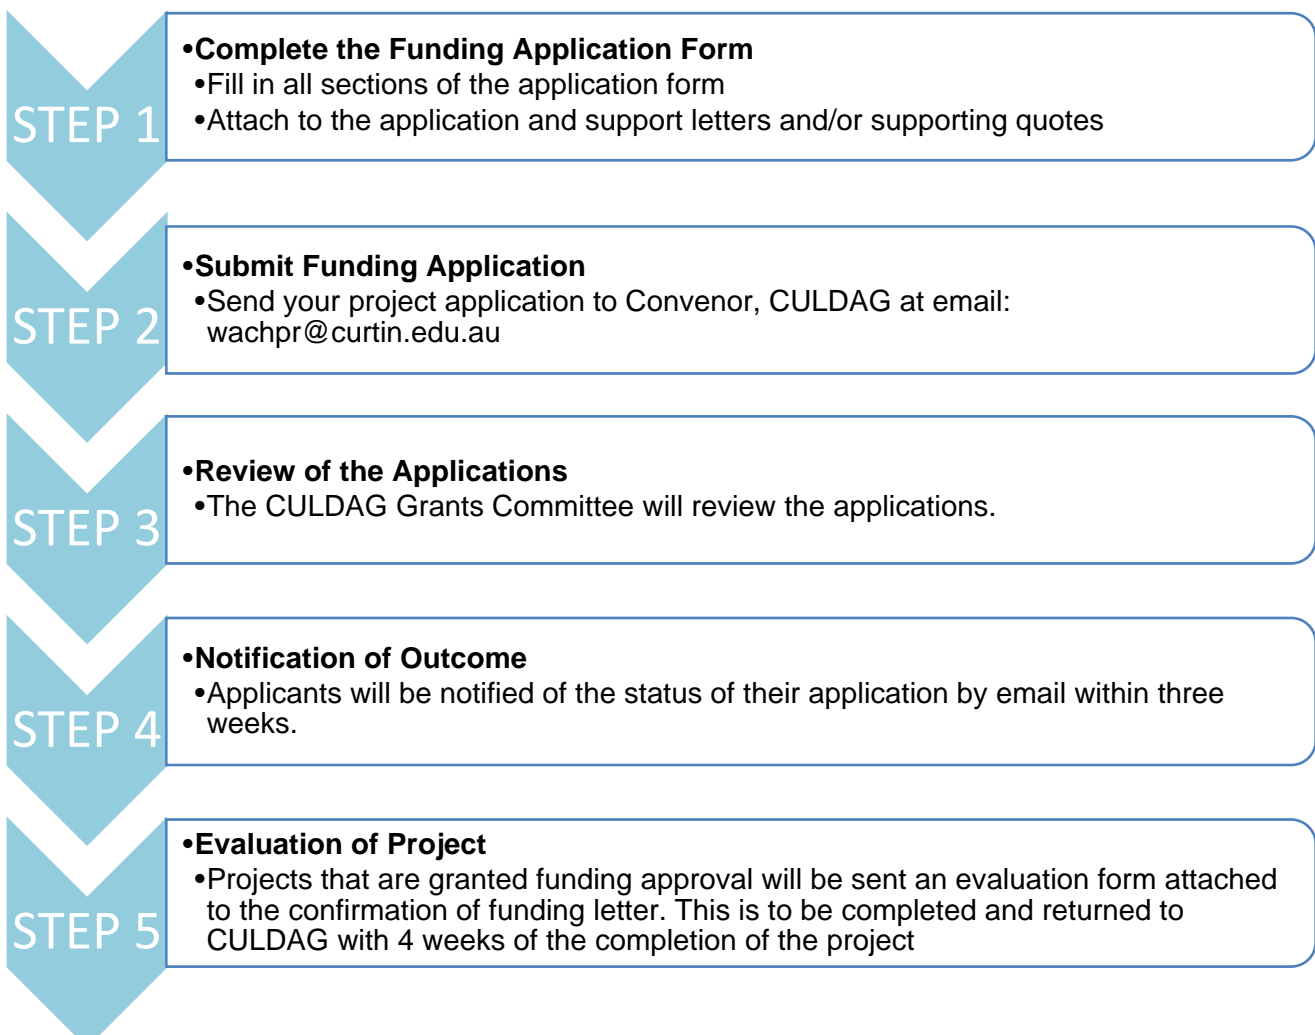 STEP 1
•Complete the Funding Application Form
•Fill in all sections of the application form
•Attach to the application and support letters and/or supporting quotes
STEP 2
•Submit Funding Application
•Send your project application to Convenor, CULDAG at email:
wachpr@curtin.edu.au
STEP 3
•Review of the Applications
•The CULDAG Grants Committee will review the applications.
STEP 4
•Notification of Outcome
•Applicants will be notified of the status of their application by email within three
weeks.
STEP 5
•Evaluation of Project
•Projects that are granted funding approval will be sent an evaluation form attached
to the confirmation of funding letter. This is to be completed and returned to
CULDAG with 4 weeks of the completion of the project